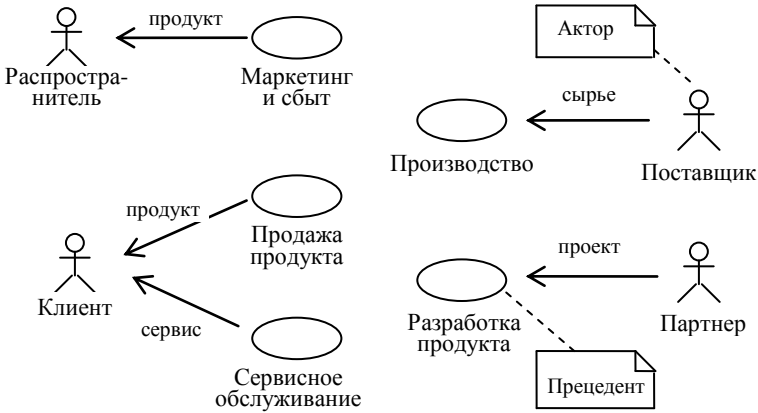 продукт
Распростра-
нитель
Маркетинг
и сбыт
Актор
сырье
Производство
Поставщик
продукт
Продажа
продукта
Клиент
сервис
Сервисное
обслуживание
проект
Разработка
продукта
Партнер
Прецедент